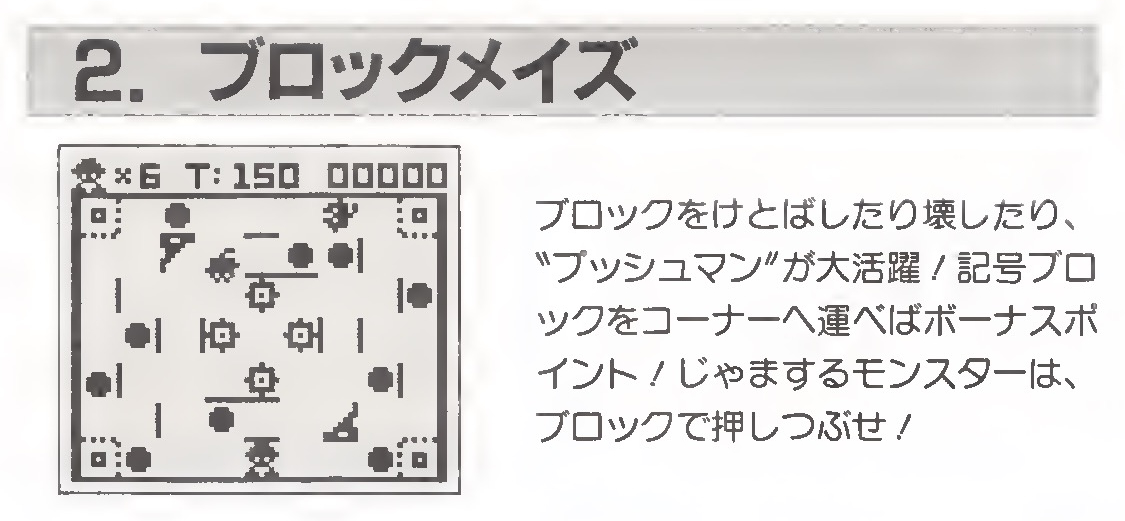 2. ブロックメイズ
×6 T:150 00000
ブロックをけとばしたり壊したり、
〝プッシュマン〟が大活躍！記号ブロ
ックをコーナーへ運べばボーナスポ
イント！じゃまするモンスターは、
ブロックで押しつぶせ！